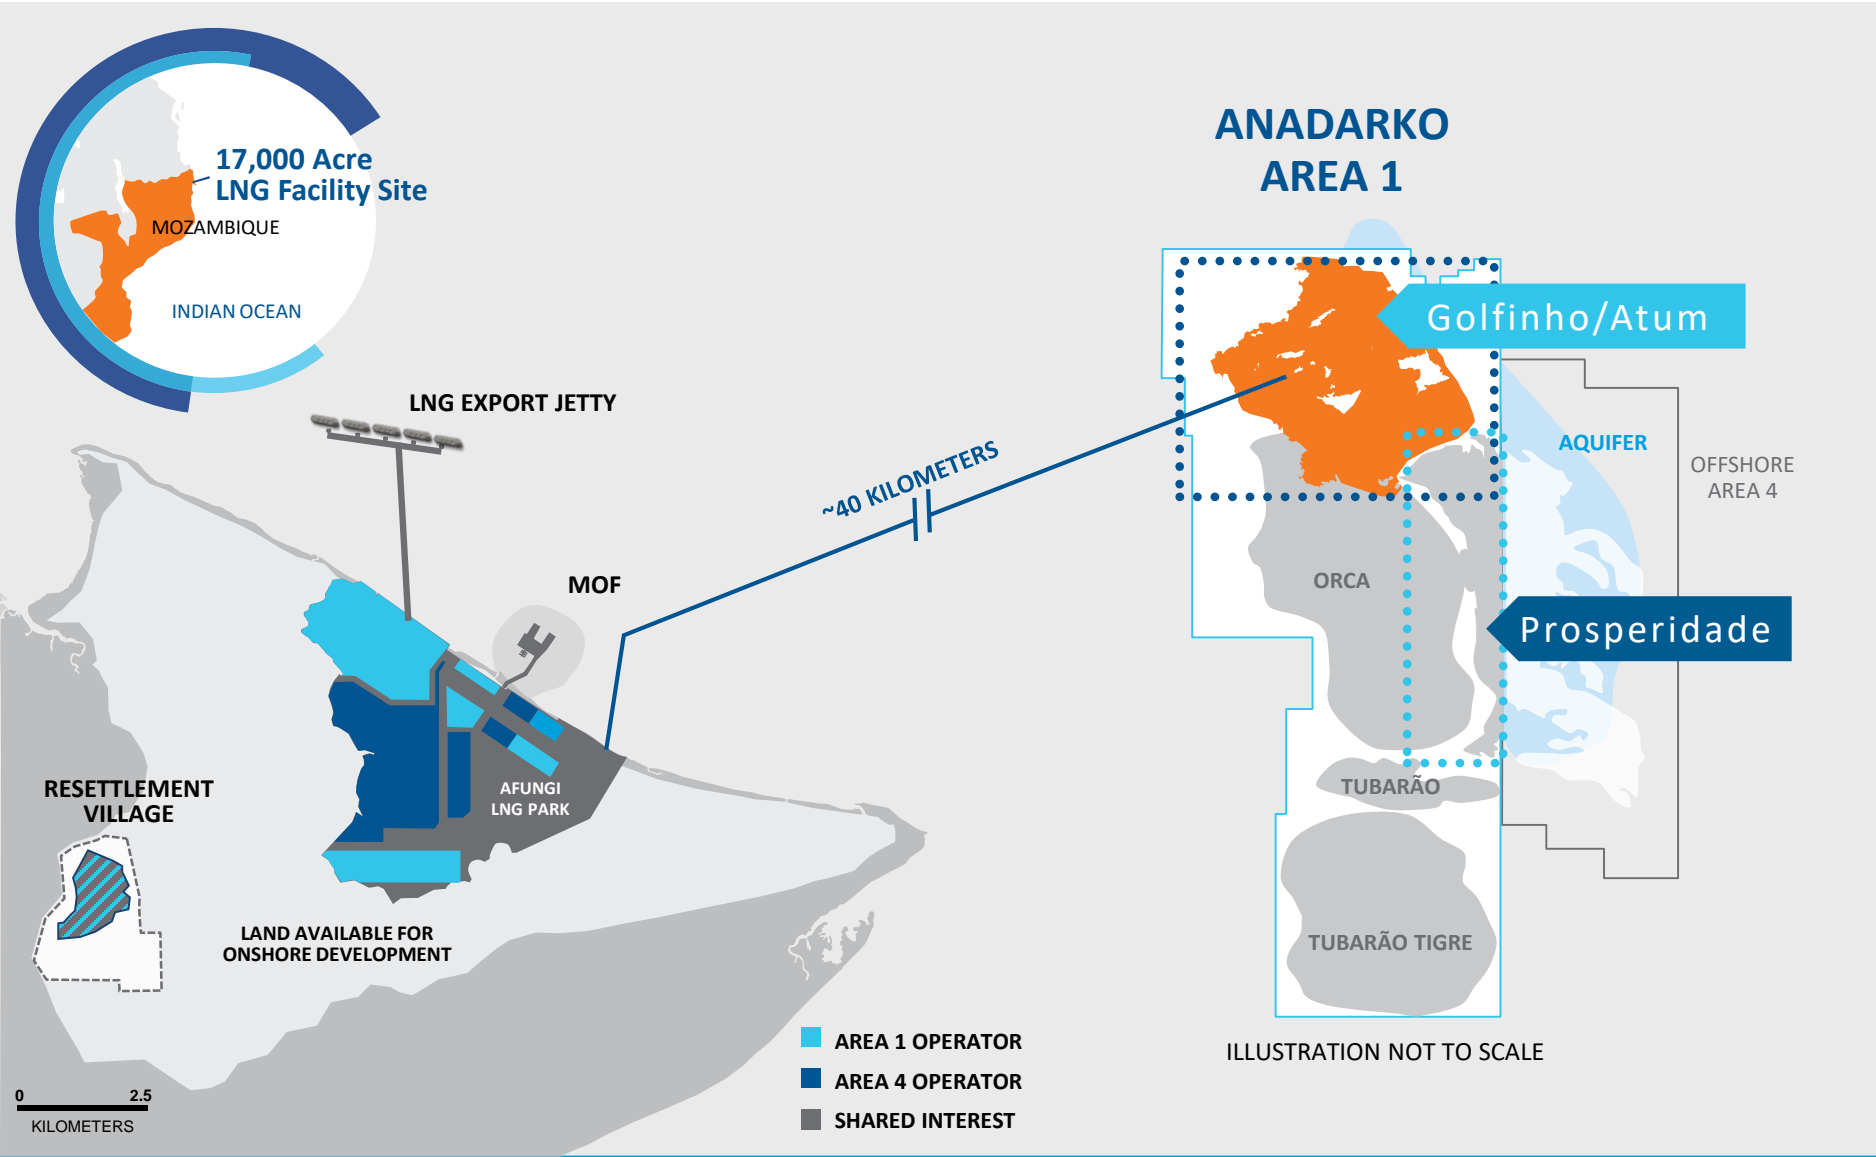 17,000 Acre
LNG Facility Site
MOZAMBIQUE
INDIAN OCEAN
ANADARKO
AREA 1
Golfinho/Atum
LNG EXPORT JETTY
~40 KILOMETERS
AQUIFER
OFFSHORE
AREA 4
MOF
ORCA
Prosperidade
RESETTLEMENT
VILLAGE
AFUNGI
LNG PARK
TUBARÃO
LAND AVAILABLE FOR
ONSHORE DEVELOPMENT
TUBARÃO TIGRE
AREA 1 OPERATOR
AREA 4 OPERATOR
SHARED INTEREST
ILLUSTRATION NOT TO SCALE
0 2.5
KILOMETERS